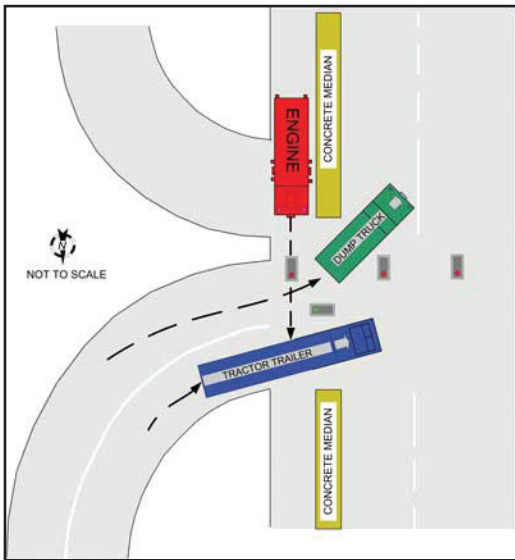 CONCRETE MEDIAN
ENGINE
DUMP TRUCK
N
NOT TO SCALE
TRACTOR TRAILER
CONCRETE MEDIAN